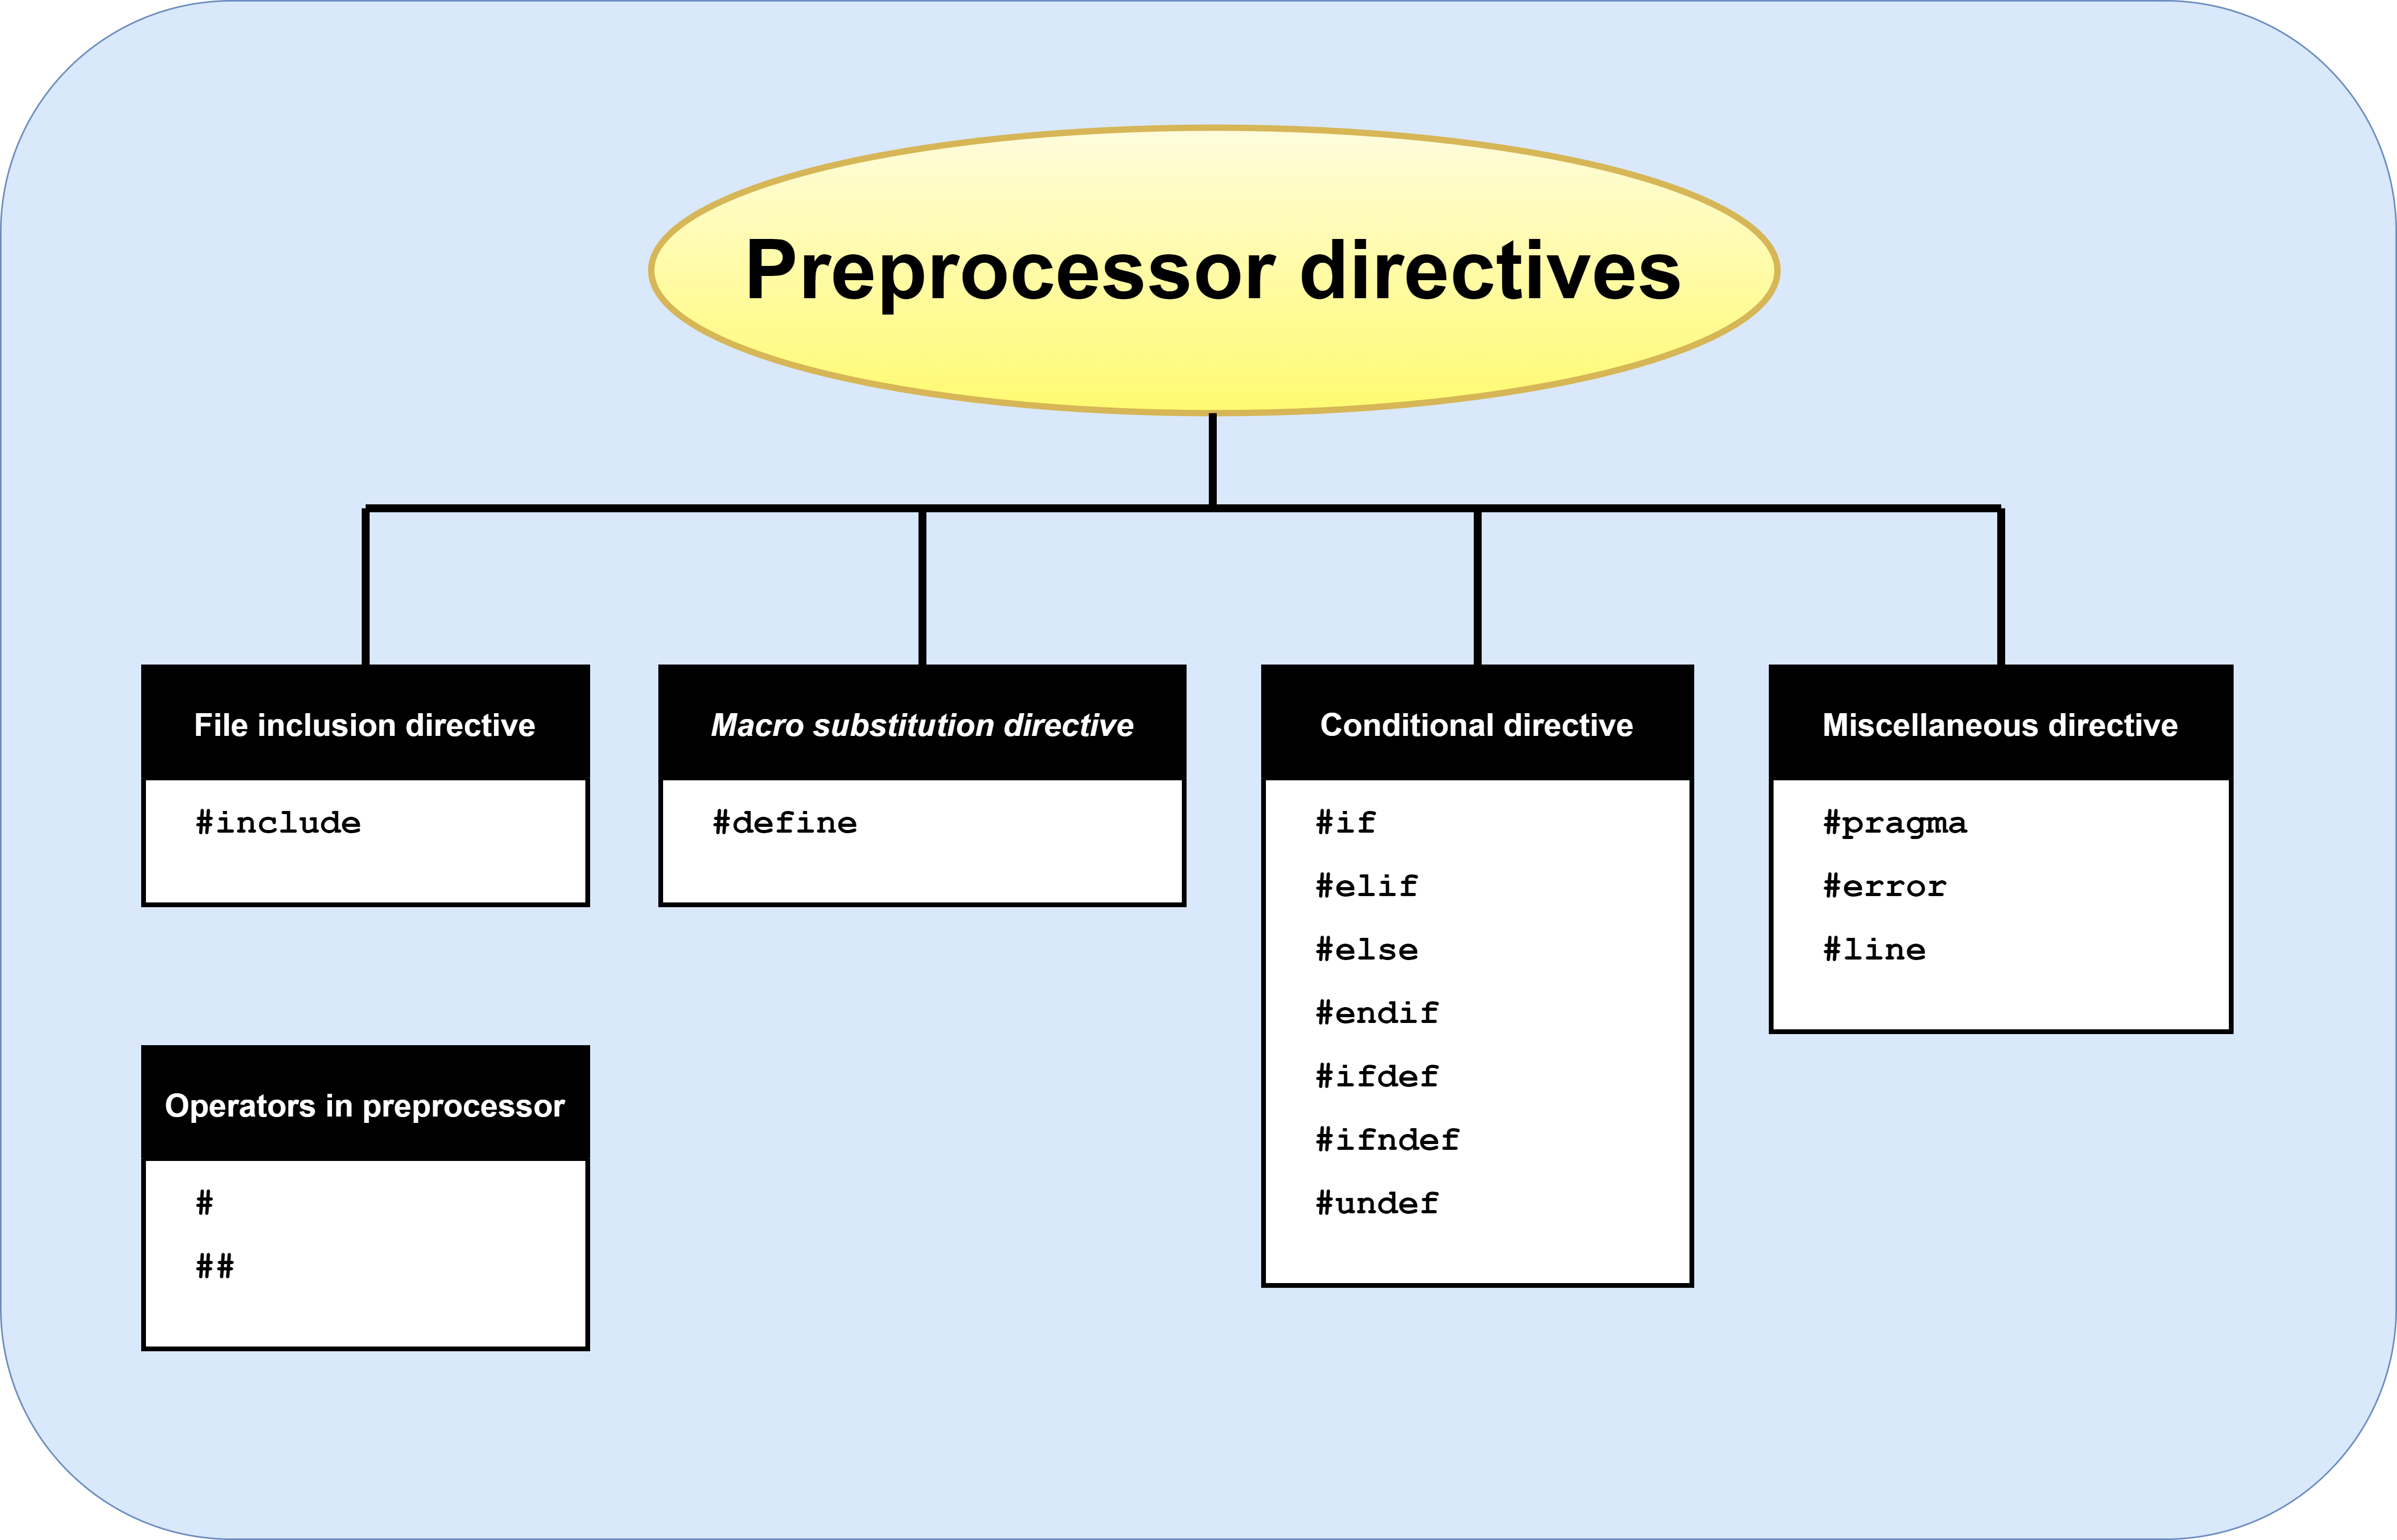 Preprocessor directives
File inclusion directive
#include
Macro substitution directive
#define
Conditional directive
#if
#elif
#else
#endif
#ifdef
#ifndef
#undef
Miscellaneous directive
#pragma
#error
#line
Operators in preprocessor
#
##